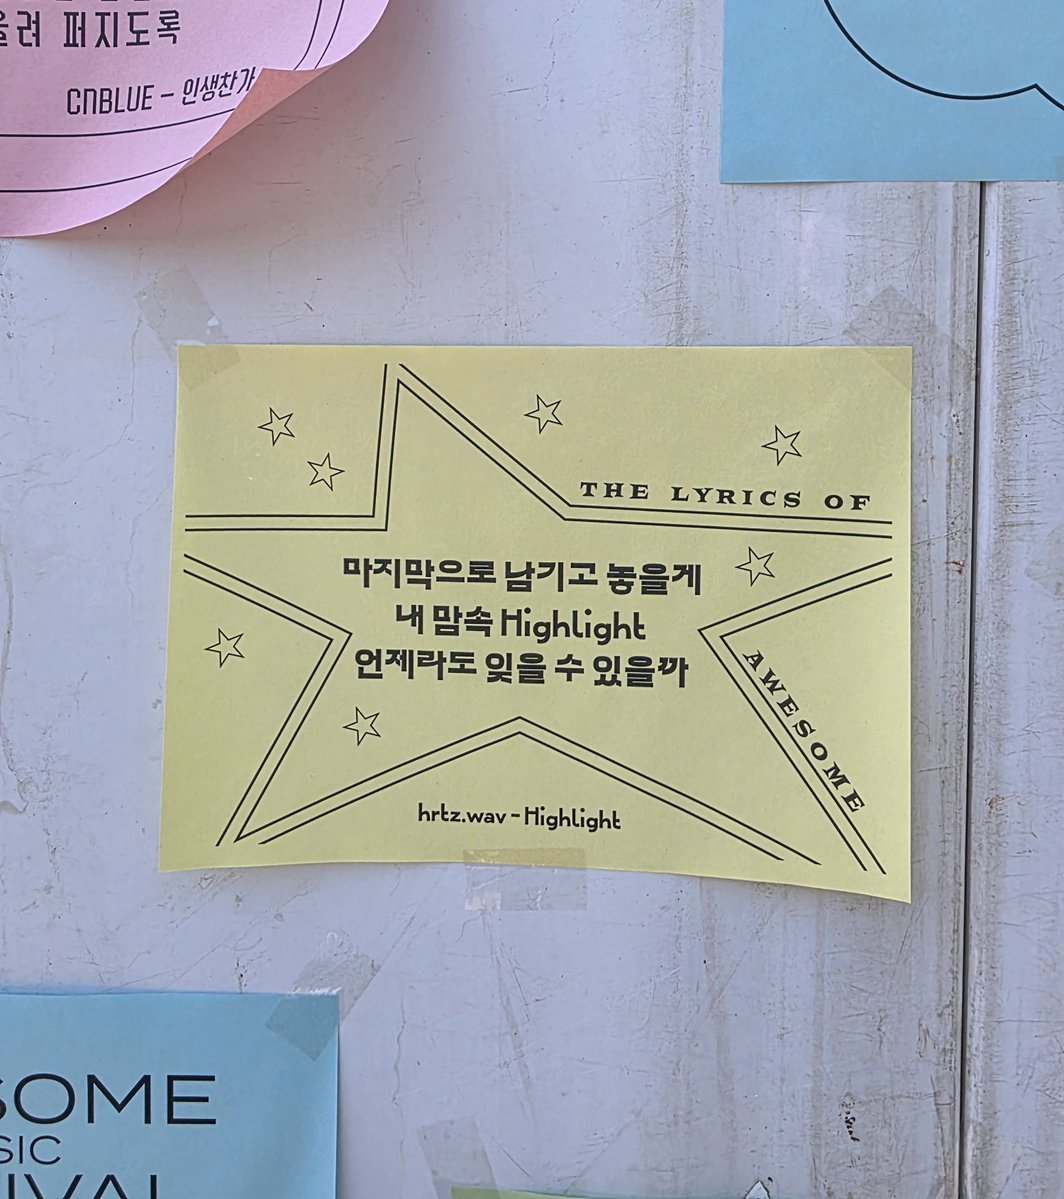 퍼지도록
CNBLUE – 인생찬가
THE LYRICS OF
AWESOME
마지막으로 남기고 놓을게
내 맘속 Highlight
언제라도 잊을 수 있을까
hrtz.wav - Highlight
SOME
SIC
IVAL